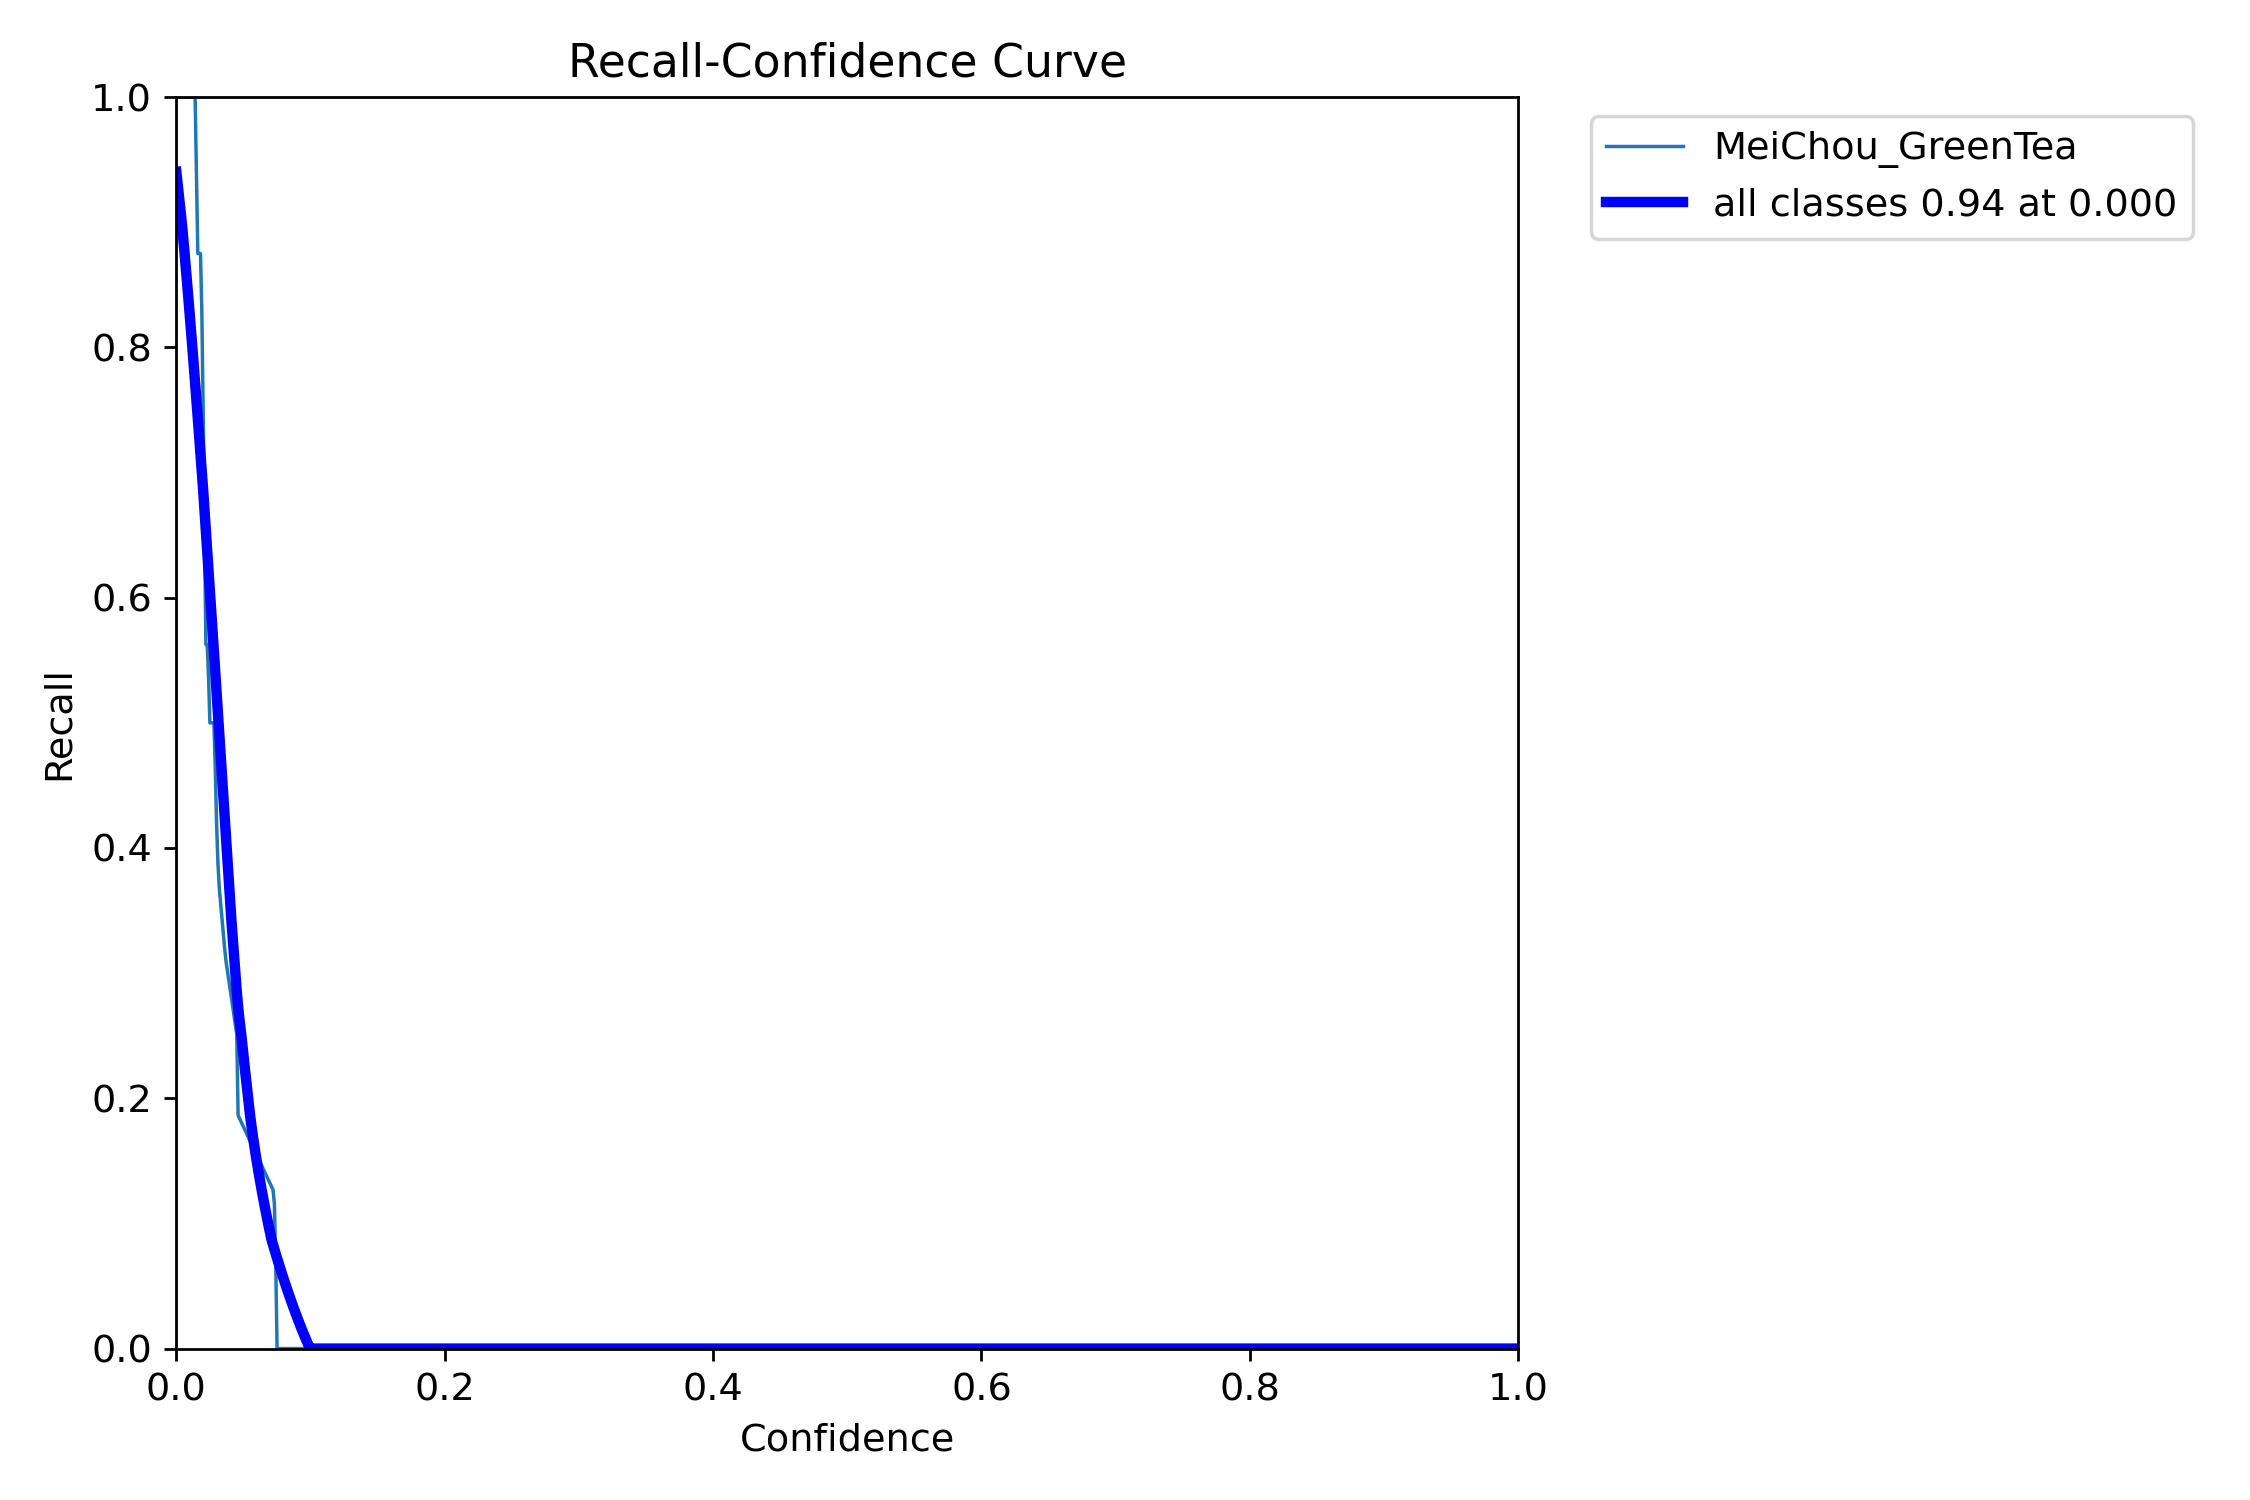 Recall-Confidence Curve
MeiChou_GreenTea
all classes 0.94 at 0.000
1.0
0.8
0.6
0.4
0.2
0.0
Recall
0.0 0.2 0.4 0.6 0.8 1.0
Confidence